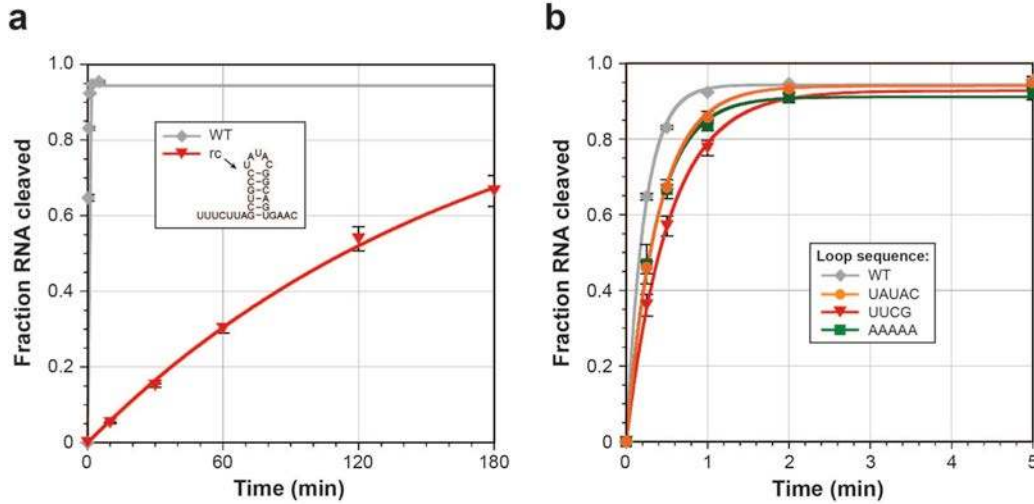 a
Fraction RNA cleaved
1.0
0.8
0.6
0.4
0.2
0
0
60
120
180
Time (min)
WT
rc
U A U A C
UUUCUUAG UGAAC
b
Fraction RNA cleaved
1.0
0.8
0.6
0.4
0.2
0
0
1
2
3
4
5
Time (min)
Loop sequence:
WT
UAUAC
UUCG
AAAAA